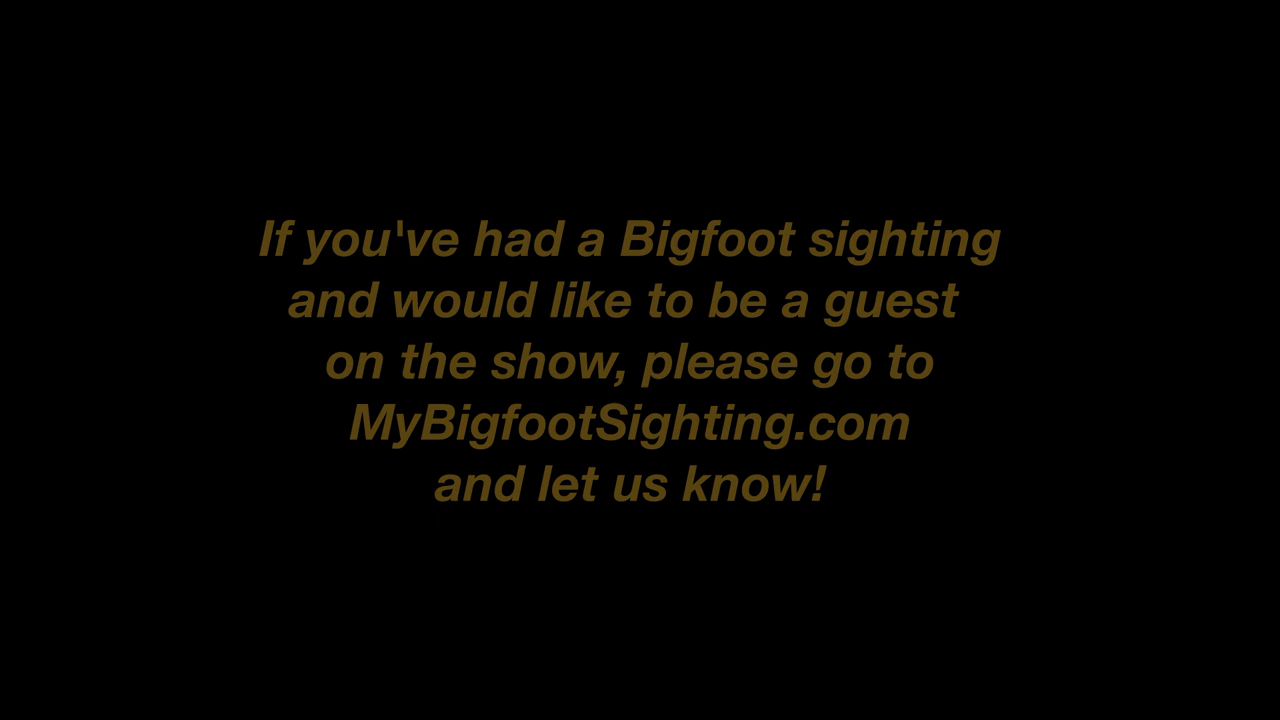 If you've had a Bigfoot sighting
and would like to be a guest
on the show, please go to
MyBigfootSighting.com
and let us know!